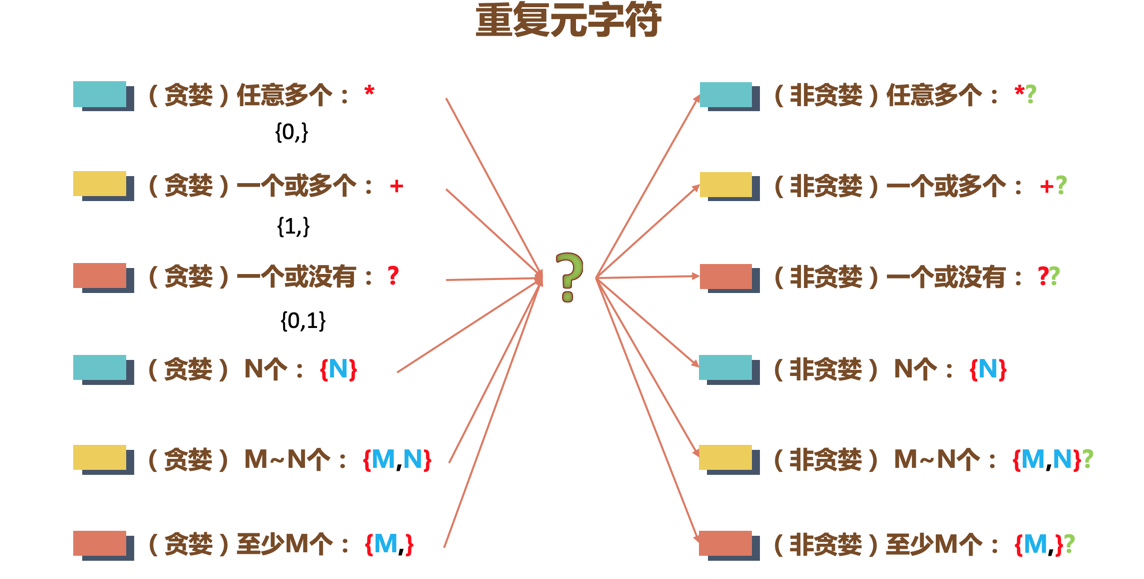 重复元字符
（贪婪）任意多个： *
{0,}
（贪婪）一个或多个： +
{1,}
（贪婪）一个或没有： ?
{0,1}
（贪婪） N个： {N}
（贪婪） M~N个： {M,N}
（贪婪）至少M个： {M,}
?
（非贪婪）任意多个： *?
（非贪婪）一个或多个： +?
（非贪婪）一个或没有： ??
（非贪婪） N个： {N}
（非贪婪） M~N个： {M,N}?
（非贪婪）至少M个： {M,}?